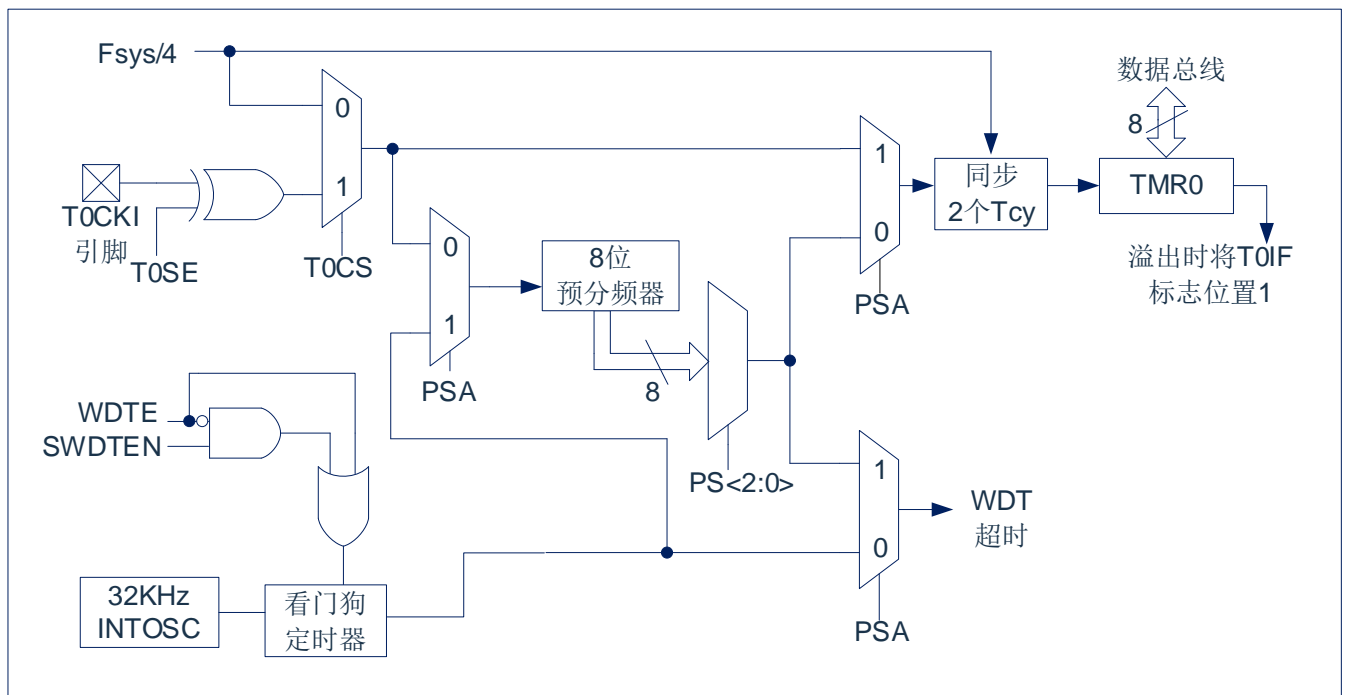 Fsys/4
数据总线
8
0
1
T0CKI
引脚
T0SE
T0CS
1
0
PSA
同步
2个Tcy
TMR0
溢出时将T0IF
标志位置1
0
1
PSA
8位
预分频器
8
PS<2:0>
WDTE
SWDTEN
1
0
PSA
WDT
超时
32KHz
INTOSC
看门狗
定时器